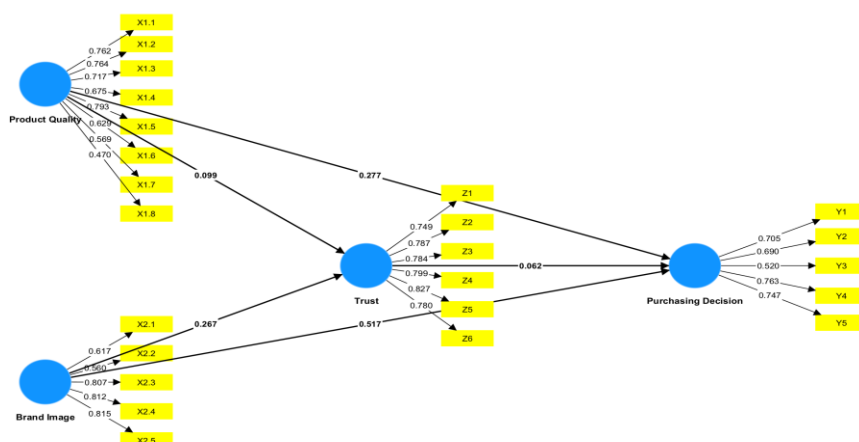 X1.1
X1.2
X1.3
X1.4
X1.5
X1.6
X1.7
X1.8
0.762
0.764
0.717
0.675
0.793
0.629
0.569
0.470
Product Quality
0.099
0.277
Z1
Z2
Z3
Z4
Z5
Z6
0.749
0.787
0.784
0.799
0.827
0.780
Trust
0.062
Y1
Y2
Y3
Y4
Y5
0.705
0.690
0.520
0.763
0.747
Purchasing Decision
0.267
0.517
X2.1
X2.2
X2.3
X2.4
X2.5
0.617
0.560
0.807
0.812
0.815
Brand Image